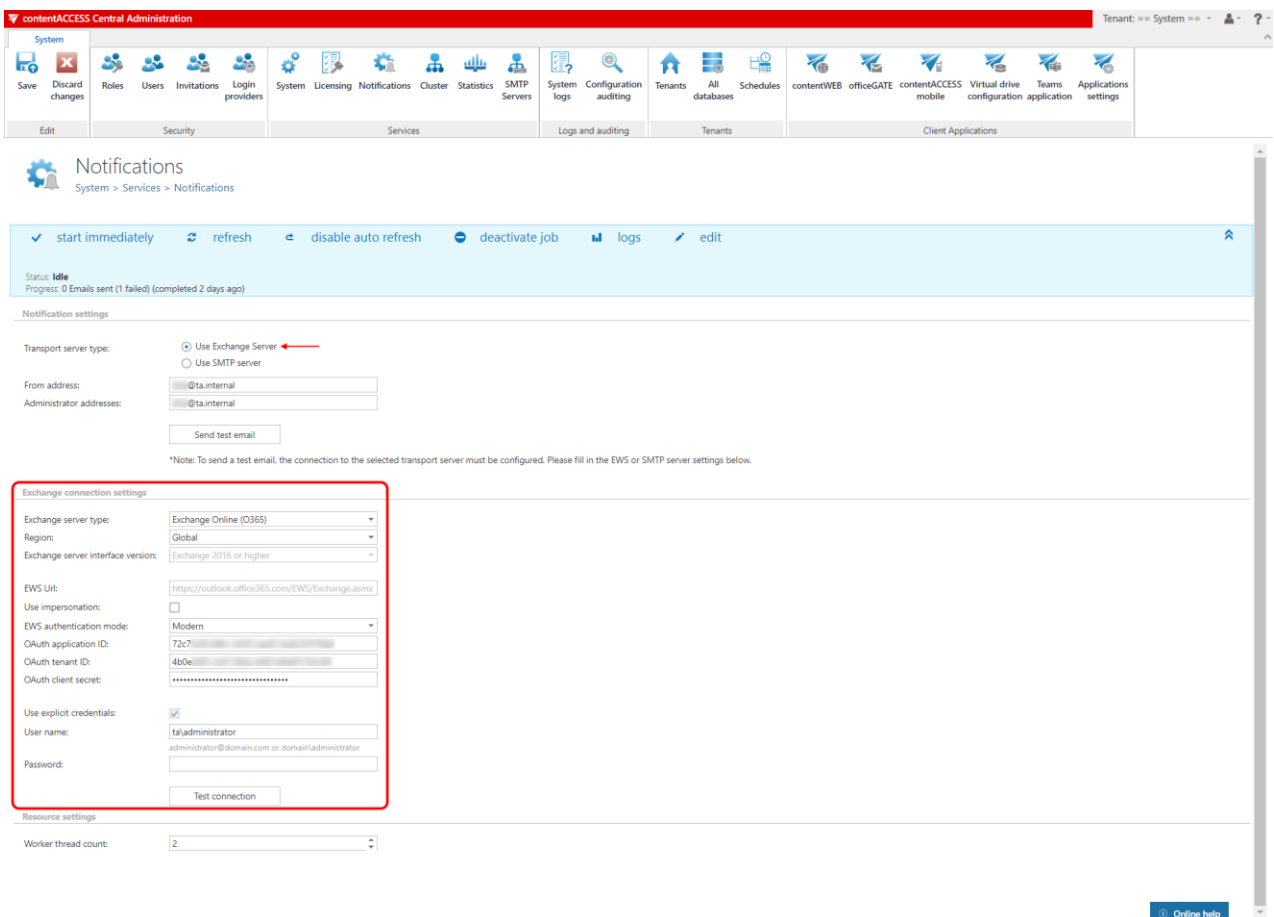 contentACCESS Central Administration
Tenant: == System ==
?
System
Save
Discard changes
Roles
Users
Invitations
Login providers
System
Licensing
Notifications
Cluster
Statistics
SMTP Servers
System logs
Configuration auditing
Tenants
All databases
Schedules
contentWEB
officeGATE
contentACCESS mobile
Virtual drive configuration
Teams application
Applications settings
Edit
Security
Services
Logs and auditing
Tenants
Client Applications
Notifications
System > Services > Notifications
start immediately
refresh
disable auto refresh
deactivate job
logs
edit
Status: Idle
Progress: 0 Emails sent (1 failed) (completed 2 days ago)
Notification settings
Transport server type:
Use Exchange Server
Use SMTP server
From address:
@ta.internal
Administrator addresses:
@ta.internal
Send test email
*Note: To send a test email, the connection to the selected transport server must be configured. Please fill in the EWS or SMTP server settings below.
Exchange connection settings
Exchange server type:
Exchange Online (O365)
Region:
Global
Exchange server interface version:
Exchange 2016 or higher
EWS Url:
https://outlook.office365.com/EWS/Exchange.asmx
Use impersonation:
EWS authentication mode:
Modern
OAuth application ID:
72c7
OAuth tenant ID:
4b0e
OAuth client secret:
Use explicit credentials:
User name:
ta\administrator
administrator@domain.com or domain\administrator
Password:
Test connection
Resource settings
Worker thread count:
2
Online help